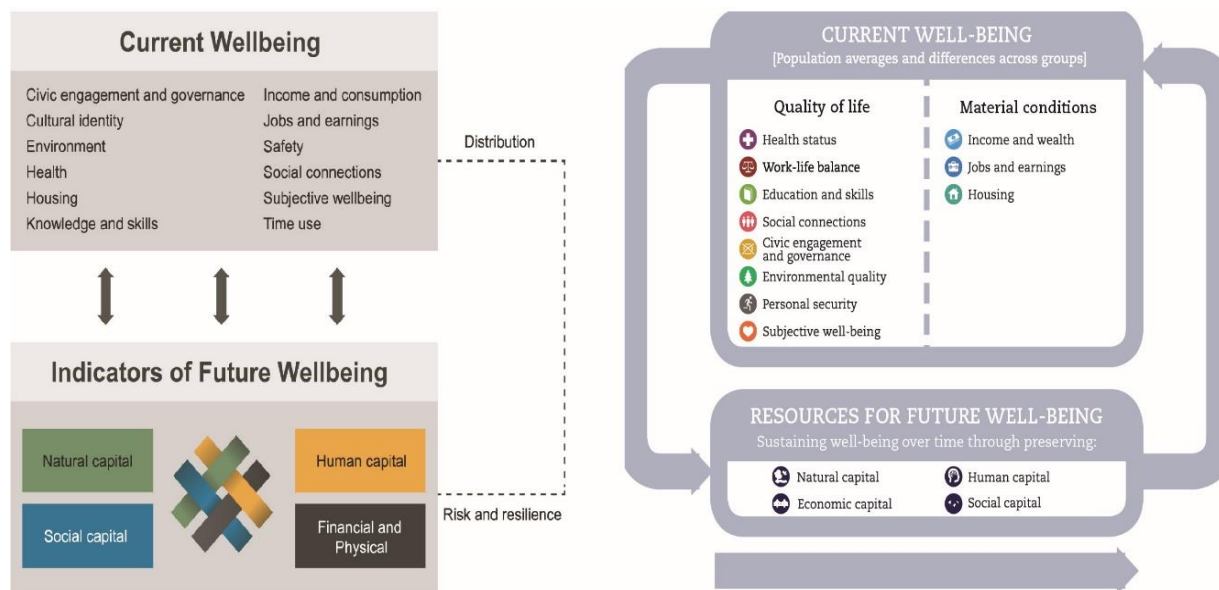 Current Wellbeing
Civic engagement and governance
Cultural identity
Environment
Health
Housing
Knowledge and skills
Income and consumption
Jobs and earnings
Safety
Social connections
Subjective wellbeing
Time use
Distribution
Indicators of Future Wellbeing
Natural capital
Human capital
Social capital
Financial and
Physical
Risk and resilience
CURRENT WELL-BEING
[Population averages and differences across groups]
Quality of life
Health status
Work-life balance
Education and skills
Social connections
Civic engagement
and governance
Environmental quality
Personal security
Subjective well-being
Material conditions
Income and wealth
Jobs and earnings
Housing
RESOURCES FOR FUTURE WELL-BEING
Sustaining well-being over time through preserving:
Natural capital
Human capital
Economic capital
Social capital